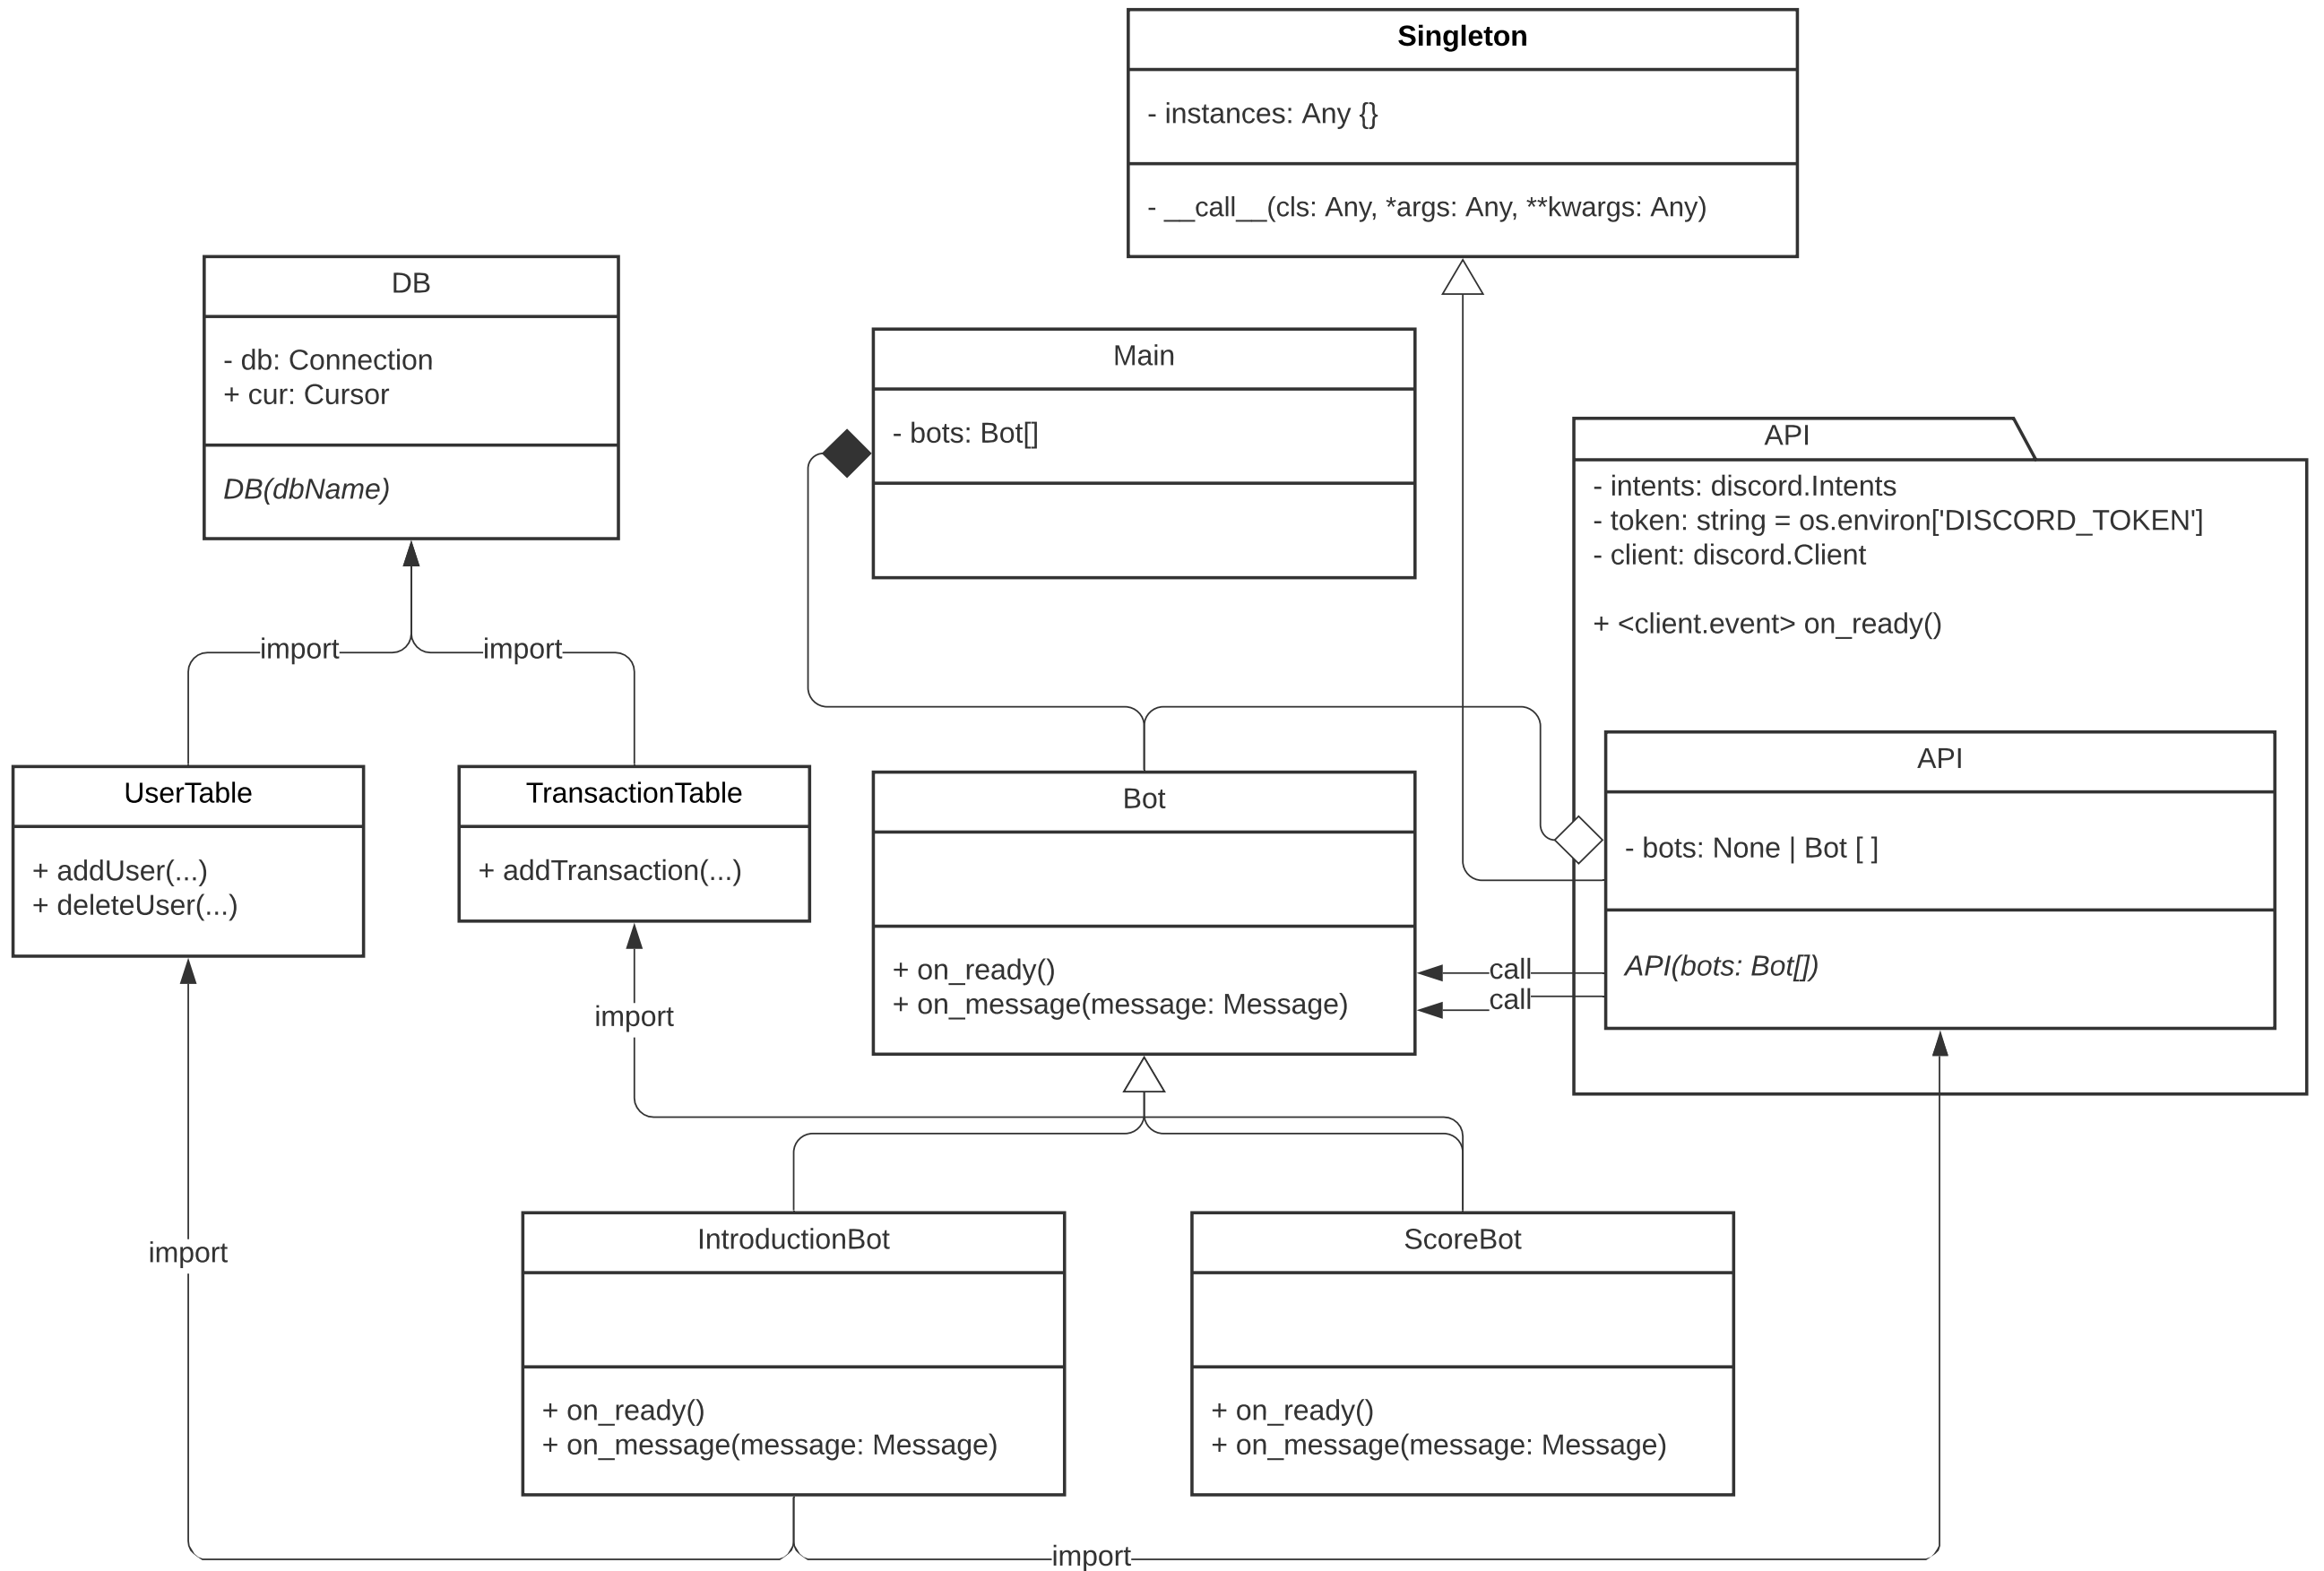 Singleton
- instances: Any {}
- __call__(cls: Any, *args: Any, **kwargs: Any)
DB
- db: Connection
+ cur: Cursor
DB(dbName)
Main
- bots: Bot[]
API
- intents: discord.Intents
- token: string = os.environ['DISCORD_TOKEN']
- client: discord.Client
+ <client.event> on_ready()
import
import
UserTable
+ addUser(...)
+ deleteUser(...)
TransactionTable
+ addTransaction(...)
Bot
+ on_ready()
+ on_message(message: Message)
API
- bots: None | Bot [ ]
API(bots: Bot[])
call
call
import
import
IntroductionBot
+ on_ready()
+ on_message(message: Message)
ScoreBot
+ on_ready()
+ on_message(message: Message)
import